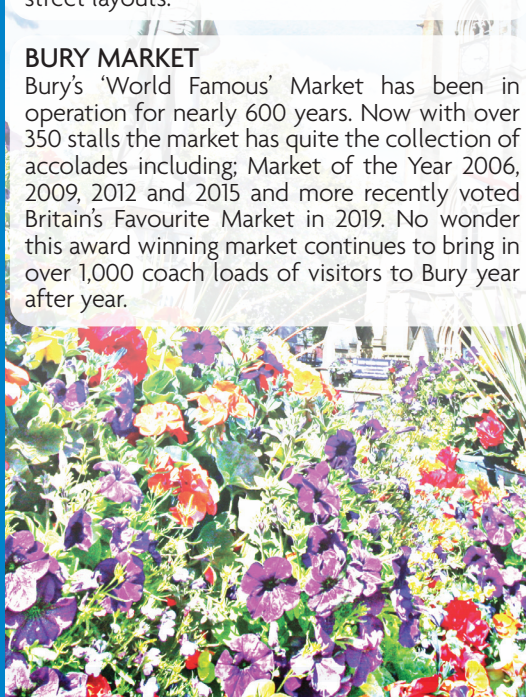 street layouts.
BURY MARKET
Bury’s ‘World Famous’ Market has been in
operation for nearly 600 years. Now with over
350 stalls the market has quite the collection of
accolades including; Market of the Year 2006,
2009, 2012 and 2015 and more recently voted
Britain’s Favourite Market in 2019. No wonder
this award winning market continues to bring in
over 1,000 coach loads of visitors to Bury year
after year.